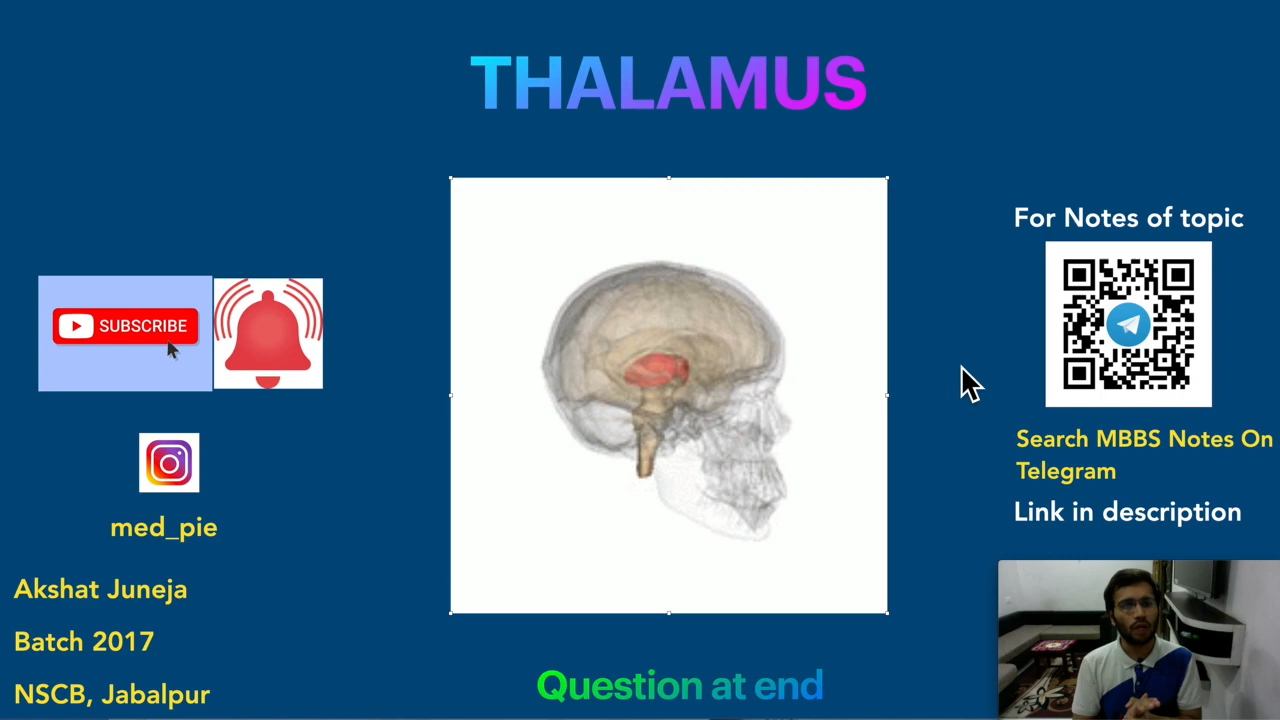 THALAMUS
SUBSCRIBE
med_pie
Akshat Juneja
Batch 2017
NSCB, Jabalpur
For Notes of topic
Search MBBS Notes On
Telegram
Link in description
Question at end